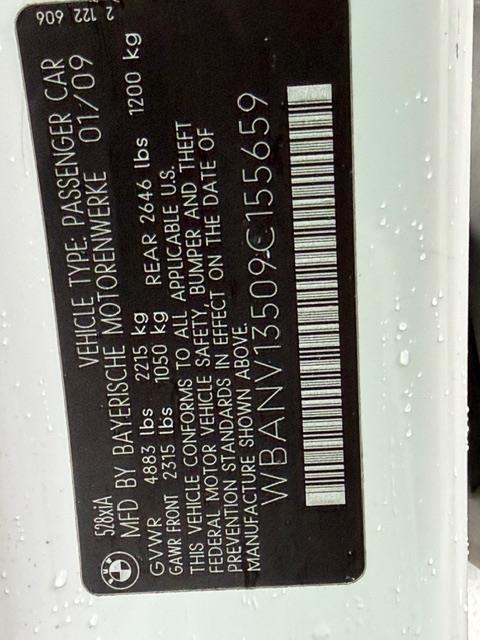 2 122 606
528xiA VEHICLE TYPE: PASSENGER CAR
MFD BY BAYERISCHE MOTORENWERKE 01/09
GVWR 4883 lbs 2215 kg
GAWR FRONT 2315 lbs 1050 kg REAR 2646 lbs 1200 kg
THIS VEHICLE CONFORMS TO ALL APPLICABLE U.S.
FEDERAL MOTOR VEHICLE SAFETY, BUMPER AND THEFT
PREVENTION STANDARDS IN EFFECT ON THE DATE OF
MANUFACTURE SHOWN ABOVE.
WBANV13509C155659
BMW